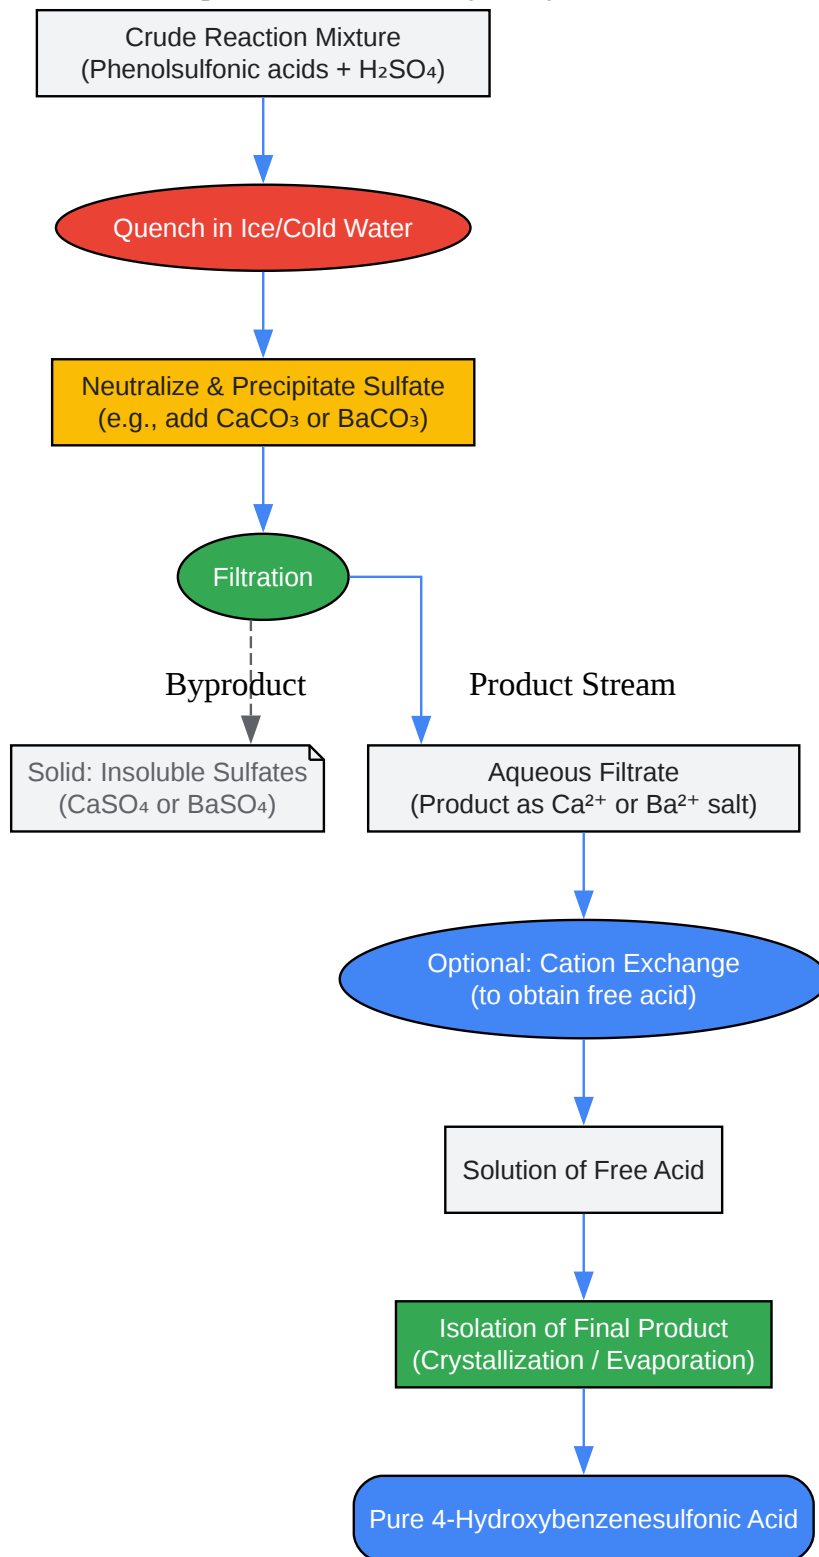 Crude Reaction Mixture
(Phenolsulfonic acids + H₂SO₄)
Quench in Ice/Cold Water
Neutralize & Precipitate Sulfate
(e.g., add CaCO₃ or BaCO₃)
Filtration
Byproduct
Product Stream
Solid: Insoluble Sulfates
(CaSO₄ or BaSO₄)
Aqueous Filtrate
(Product as Ca²⁺ or Ba²⁺ salt)
Optional: Cation Exchange
(to obtain free acid)
Solution of Free Acid
Isolation of Final Product
(Crystallization / Evaporation)
Pure 4-Hydroxybenzenesulfonic Acid